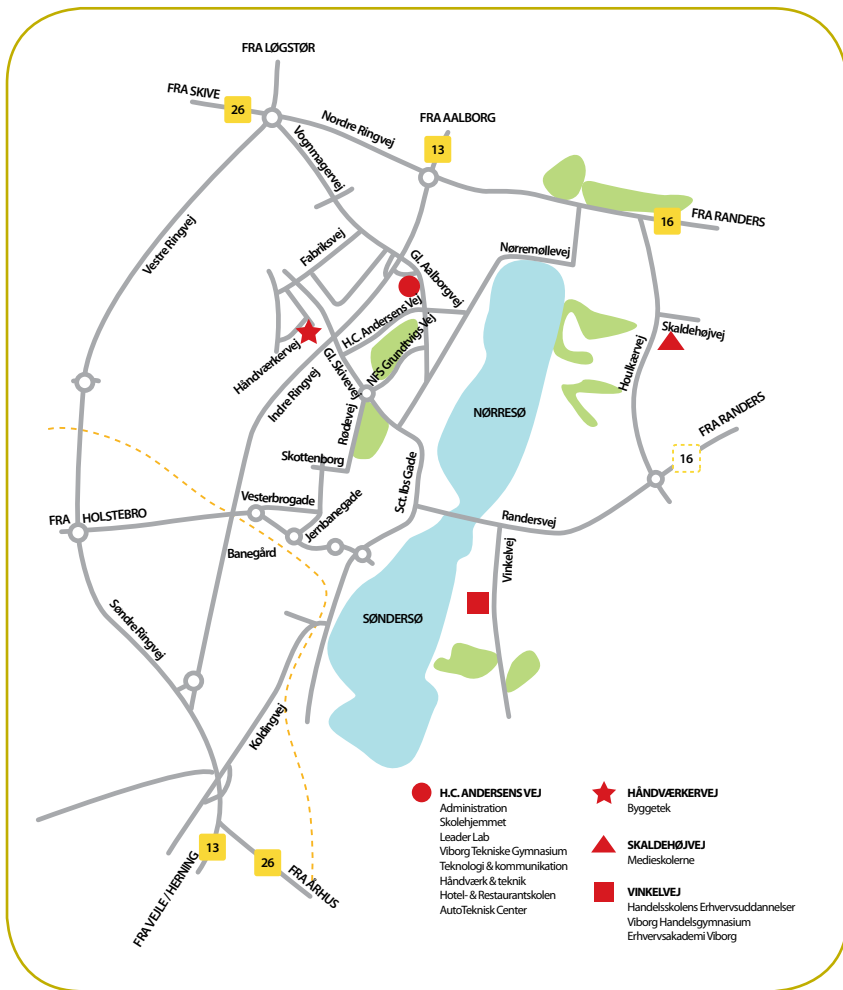 FRA LØGSTØR
FRA SKIVE
26
Nordre Ringvej
FRA AALBORG
13
Vognmagervej
FRA RANDERS
16
Vestre Ringvej
Fabriksvej
Gl. Aalborgvej
Nørremøllevej
H.C. Andersens Vej
Skaldehøjvej
Håndværkervej
Gl. Skivevej
NFS Grundtvigs Vej
Houlkærvej
Indre Ringvej
Rødevej
NØRRESØ
FRA RANDERS
16
Skottenborg
Sct. Ibs Gade
Vesterbrogade
Jernbanegade
Randersvej
FRA HOLSTEBRO
Banegård
Vinkelvej
Søndre Ringvej
SØNDERSØ
Koldingvej
13
26
FRA VEJLE / HERNING
FRA ÅRHUS
H.C. ANDERSENS VEJ
Administration
Skolehjemmet
Leader Lab
Viborg Tekniske Gymnasium
Teknologi & kommunikation
Håndværk & teknik
Hotel- & Restaurantskolen
AutoTeknisk Center
HÅNDVÆRKERVEJ
Byggetek
SKALDEHØJVEJ
Medieskolerne
VINKELVEJ
Handelsskolens Erhvervsuddannelser
Viborg Handelsgymnasium
Erhvervsakademi Viborg